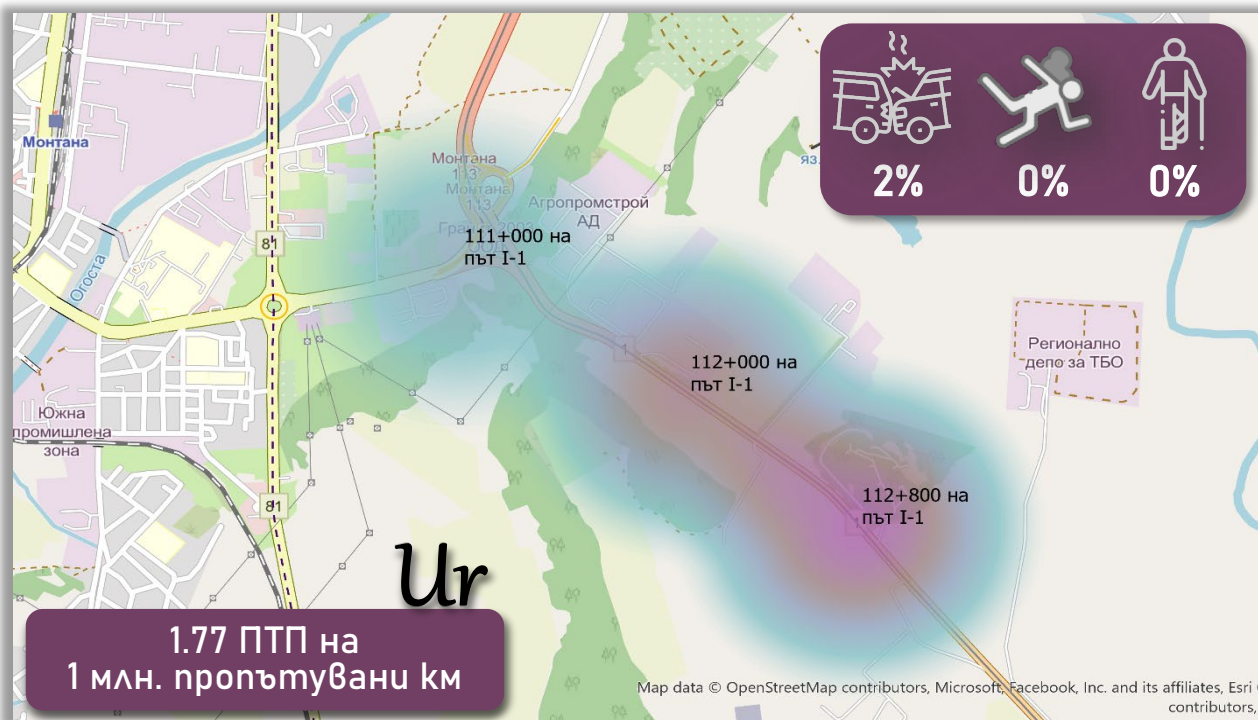 2%
0%
0%
Монтана
Монтана
113
Монтана
113
яз.
Агропромстрой
АД
81
111+000 на
път I-1
Огоста
1
112+000 на
път I-1
Регионално
депо за ТБО
Южна
промишлена
зона
81
112+800 на
път I-1
Ur
1.77 ПТП на
1 млн. пропътувани км
Map data © OpenStreetMap contributors, Microsoft, Facebook, Inc. and its affiliates, Esri
contributors,